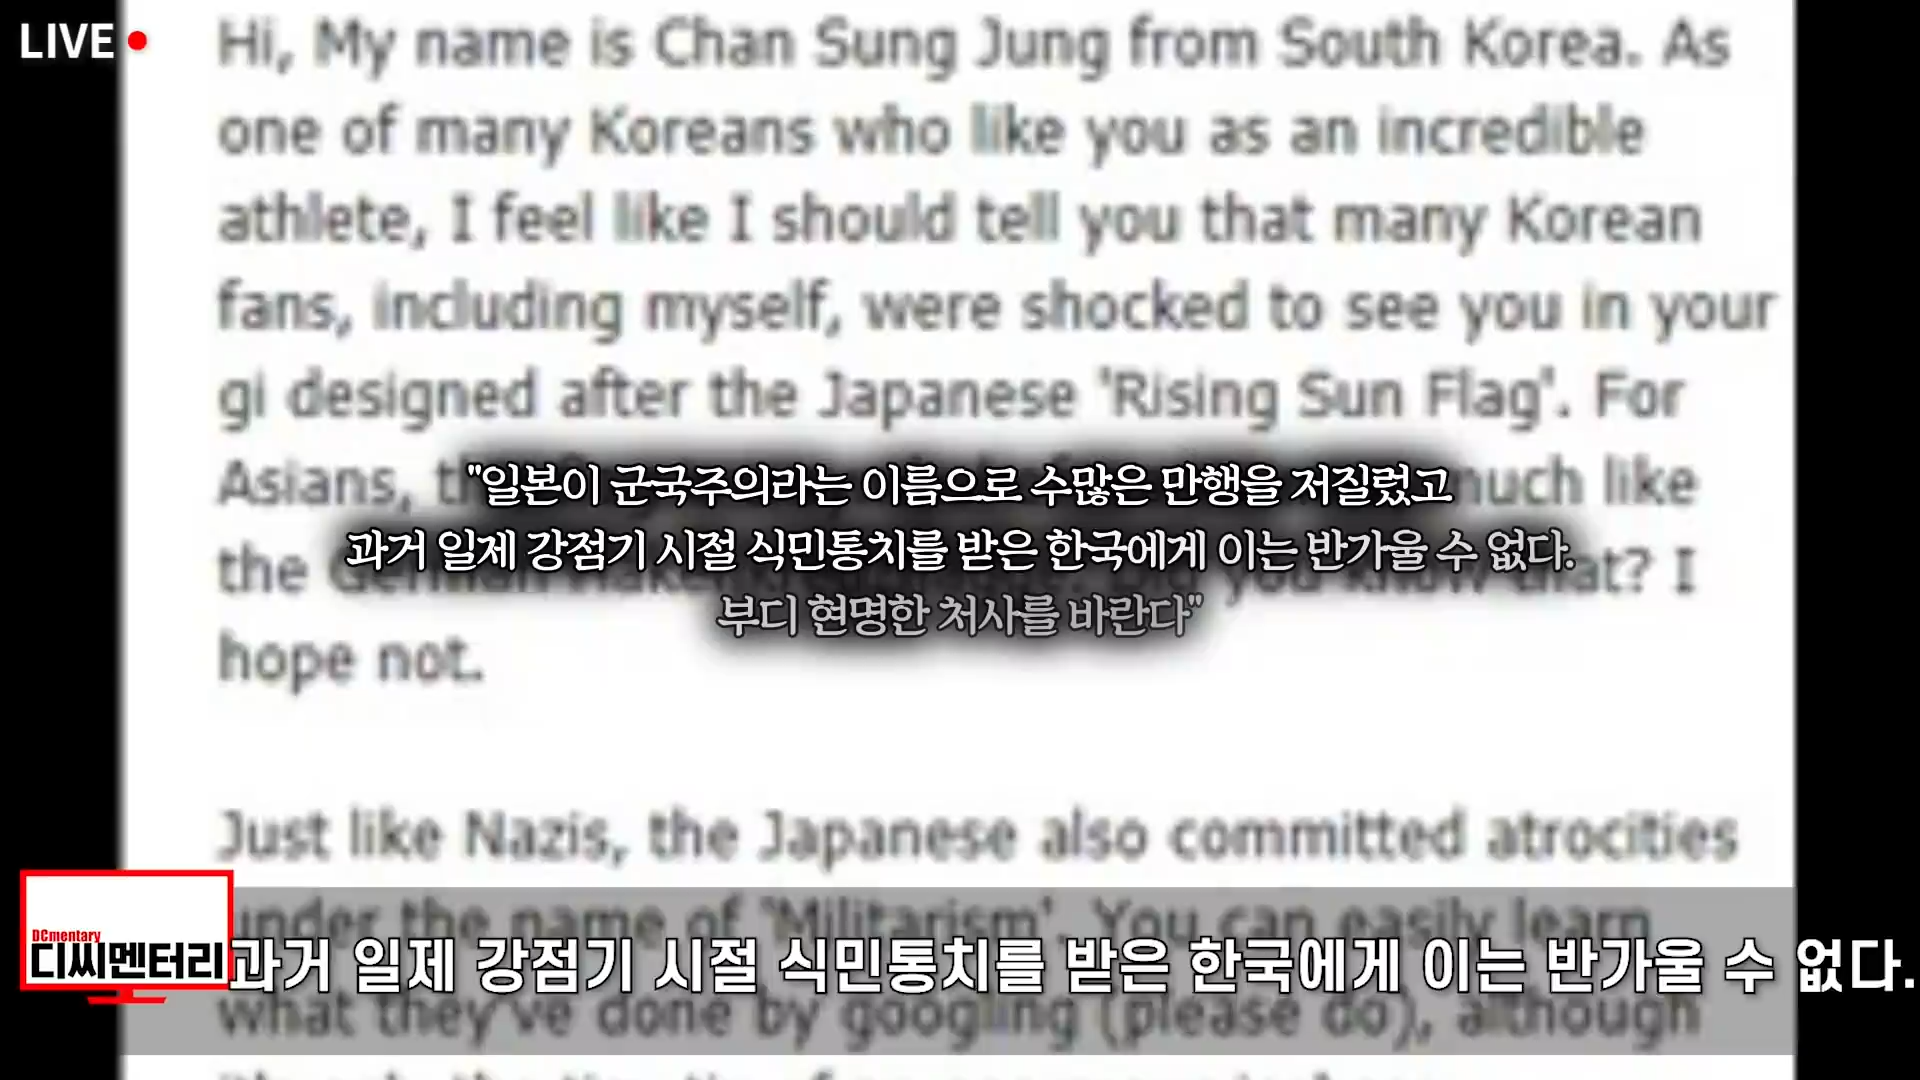 LIVE
Hi, My name is Chan Sung Jung from South Korea. As
one of many Koreans who like you as an incredible
athlete, I feel like I should tell you that many Korean
fans, including myself, were shocked to see you in your
gi designed after the Japanese 'Rising Sun Flag'. For
Asians, much like
the that? I
hope not.
"일본이 군국주의라는 이름으로 수많은 만행을 저질렀고
과거 일제 강점기 시절 식민통치를 받은 한국에게 이는 반가울 수 없다.
부디 현명한 처사를 바란다"
Just like Nazis, the Japanese also committed atrocities
under the name of 'Militarism'. You can easily learn
what they've done by googling (please do), although
DCmentary
디씨멘터리
과거 일제 강점기 시절 식민통치를 받은 한국에게 이는 반가울 수 없다.